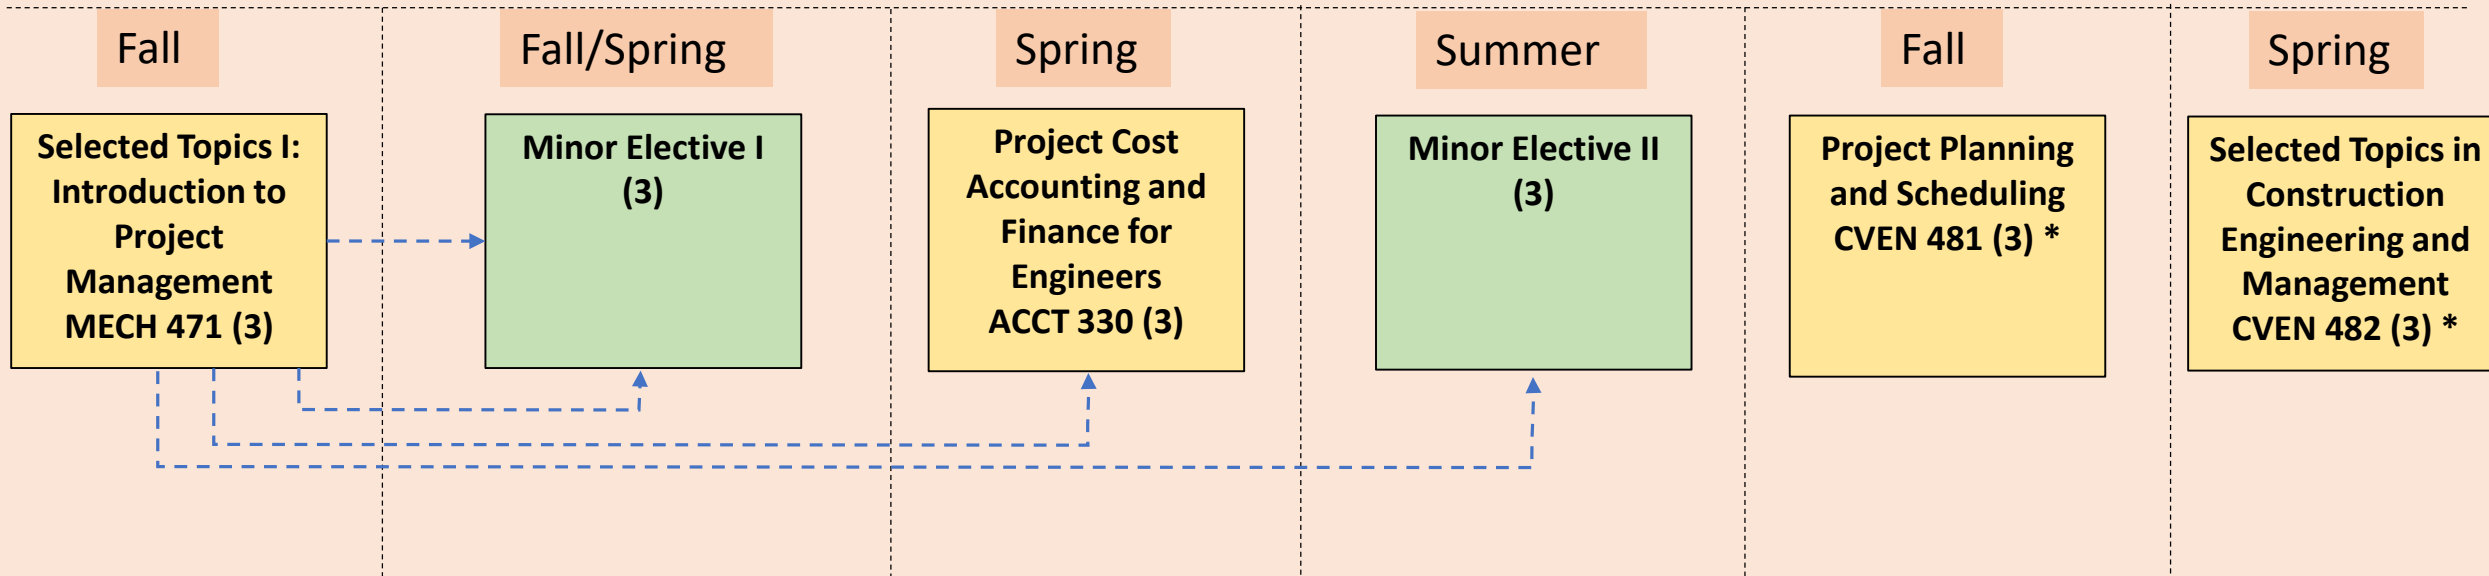 Fall
Fall/Spring
Spring
Summer
Fall
Spring
Selected Topics I:
Introduction to
Project
Management
MECH 471 (3)
Minor Elective I
(3)
Project Cost
Accounting and
Finance for
Engineers
ACCT 330 (3)
Minor Elective II
(3)
Project Planning
and Scheduling
CVEN 481 (3) *
Selected Topics in
Construction
Engineering and
Management
CVEN 482 (3) *